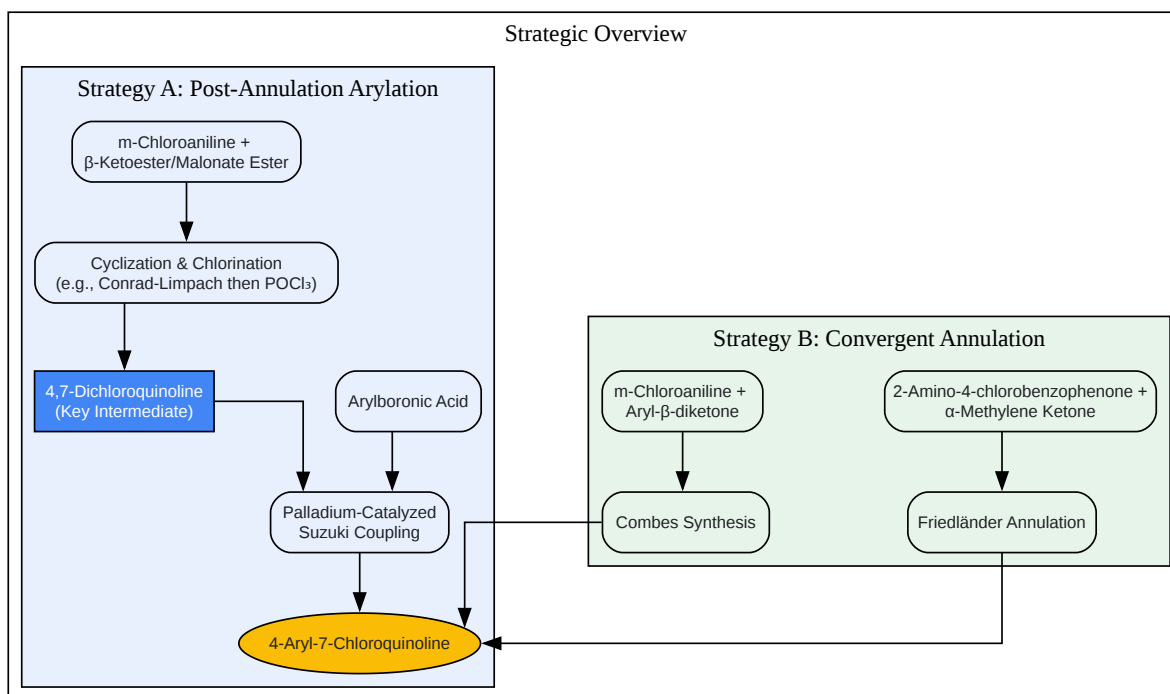 Strategic Overview
Strategy A: Post-Annulation Arylation
m-Chloroaniline +
β-Ketoester/Malonate Ester
Cyclization & Chlorination
(e.g., Conrad-Limpach then POCl₃)
4,7-Dichloroquinoline
(Key Intermediate)
Arylboronic Acid
Palladium-Catalyzed
Suzuki Coupling
4-Aryl-7-Chloroquinoline
Strategy B: Convergent Annulation
m-Chloroaniline +
Aryl-β-diketone
2-Amino-4-chlorobenzophenone +
α-Methylene Ketone
Combes Synthesis
Friedländer Annulation